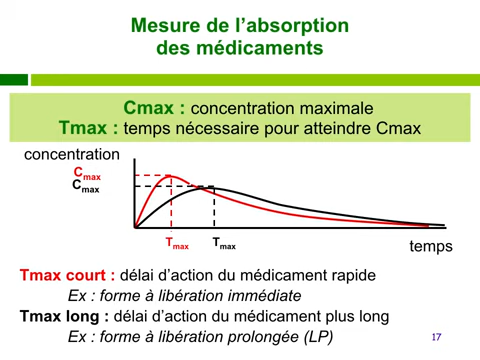 Mesure de l’absorption
des médicaments
Cmax : concentration maximale
Tmax : temps nécessaire pour atteindre Cmax
concentration
Cmax
Cmax
Tmax Tmax
temps
Tmax court : délai d’action du médicament rapide
Ex : forme à libération immédiate
Tmax long : délai d’action du médicament plus long
Ex : forme à libération prolongée (LP)
17